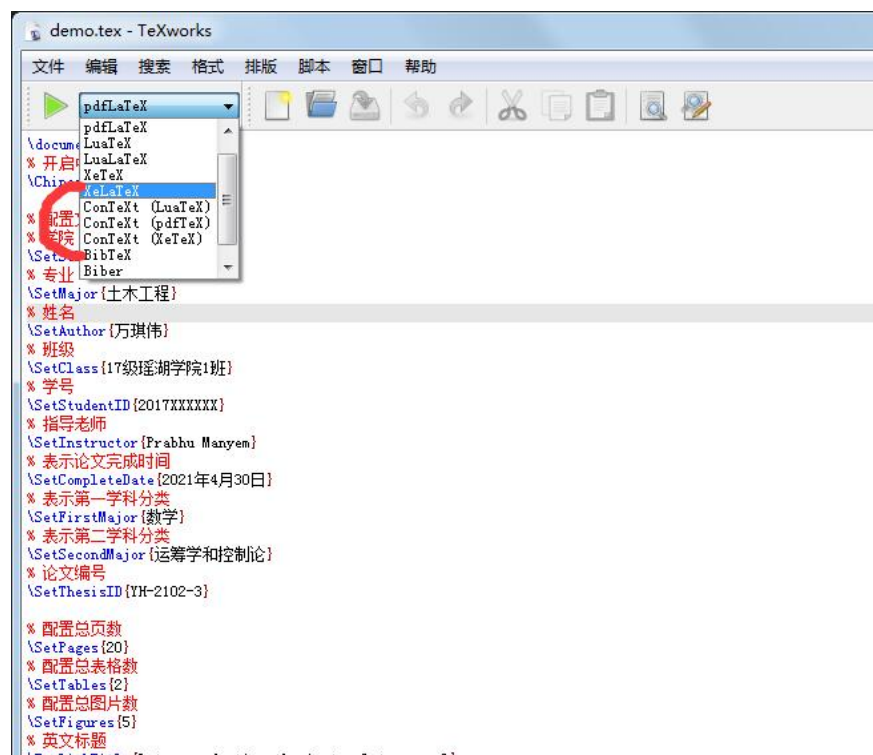 demo.tex - TeXworks
文件 编辑 搜索 格式 排版 脚本 窗口 帮助
pdfLaTeX
pdfLaTeX
LuaTeX
LuaLaTeX
XeTeX
XeLaTeX
ConTeXt (LuaTeX)
ConTeXt (pdfTeX)
ConTeXt (XeTeX)
BibTeX
Biber
\docum
% 开启
\Chine
% 配置
% 学院
\SetS
% 专业
\SetMajor{土木工程}
% 姓名
\SetAuthor{万琪伟}
% 班级
\SetClass{17级瑶湖学院1班}
% 学号
\SetStudentID{2017XXXXXX}
% 指导老师
\SetInstructor{Prabhu Manyem}
% 表示论文完成时间
\SetCompleteDate{2021年4月30日}
% 表示第一学科分类
\SetFirstMajor{数学}
% 表示第二学科分类
\SetSecondMajor{运筹学和控制论}
% 论文编号
\SetThesisID{YH-2102-3}
% 配置总页数
\SetPages{20}
% 配置总表格数
\SetTables{2}
% 配置总图片数
\SetFigures{5}
% 英文标题